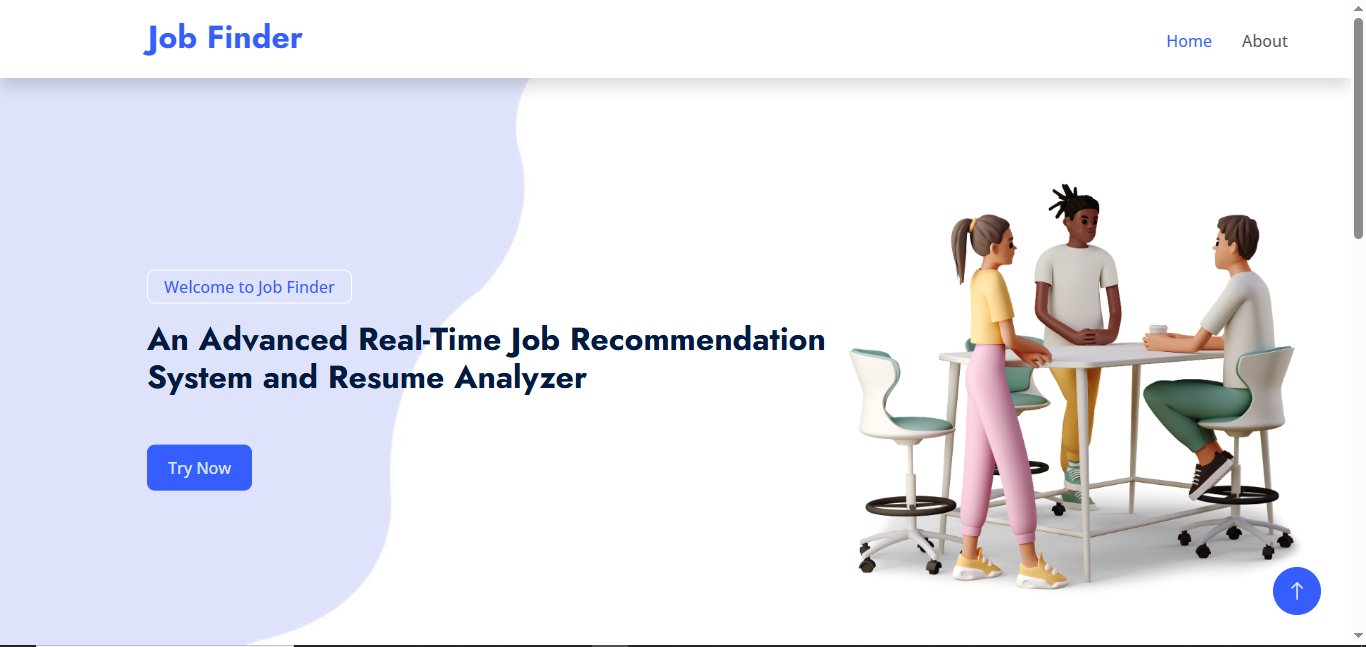 Job Finder
Home
About
Welcome to Job Finder
An Advanced Real-Time Job Recommendation
System and Resume Analyzer
Try Now